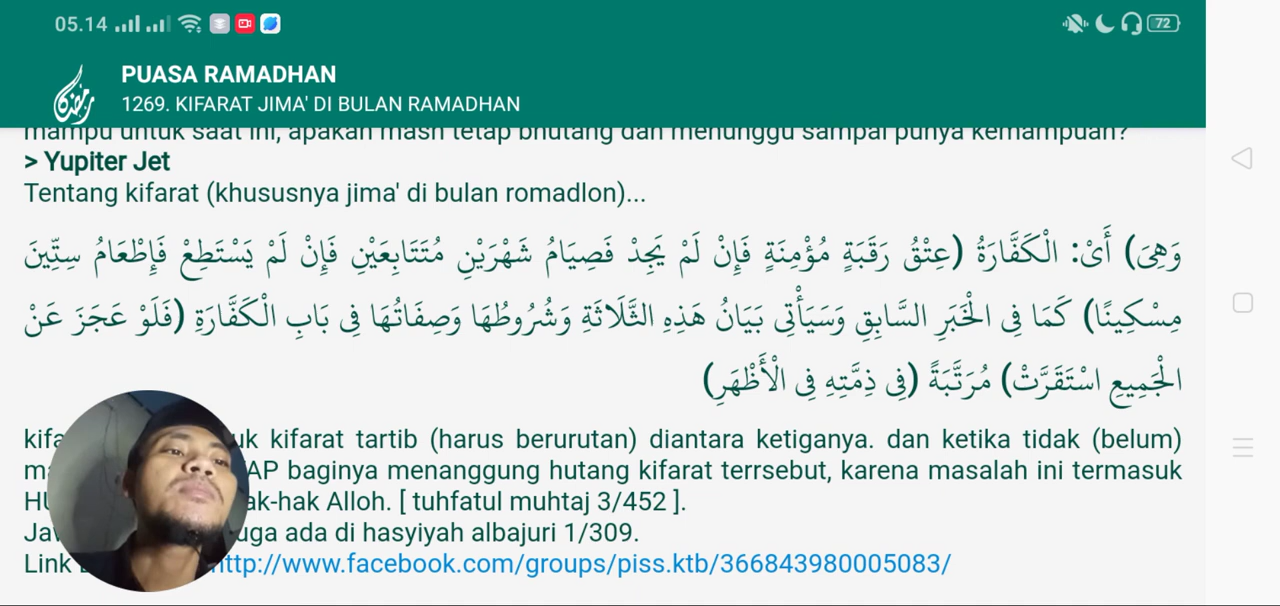 05.14
72
PUASA RAMADHAN
1269. KIFARAT JIMA' DI BULAN RAMADHAN
mampu untuk saat ini, apakah masih tetap bhutang dan menunggu sampai punya kemampuan?
> Yupiter Jet
Tentang kifarat (khususnya jima' di bulan romadlon)...
وَهِيَ) أَيْ: الْكَفَّارَةُ (عِتْقُ رَقَبَةٍ مُؤْمِنَةٍ فَإِنْ لَمْ يَجِدْ فَصِيَامُ شَهْرَيْنِ مُتَتَابِعَيْنِ فَإِنْ لَمْ يَسْتَطِعْ فَإِطْعَامُ سِتِّينَ
مِسْكِينًا) كَمَا فِي الْخَبَرِ السَّابِقِ وَسَيَأْتِي بَيَانُ هَذِهِ الثَّلَاثَةِ وَشُرُوطُهَا وَصِفَاتُهَا فِي بَابِ الْكَفَّارَةِ (فَلَوْ عَجَزَ عَنْ
الْجَمِيعِ اسْتَقَرَّتْ) مُرَتَّبَةً (فِي ذِمَّتِهِ فِي الْأَظْهَرِ)
kifarat tartib (harus berurutan) diantara ketiganya. dan ketika tidak (belum)
baginya menanggung hutang kifarat terrsebut, karena masalah ini termasuk
ak-hak Alloh. [ tuhfatul muhtaj 3/452 ].
uga ada di hasyiyah albajuri 1/309.
Link http://www.facebook.com/groups/piss.ktb/366843980005083/